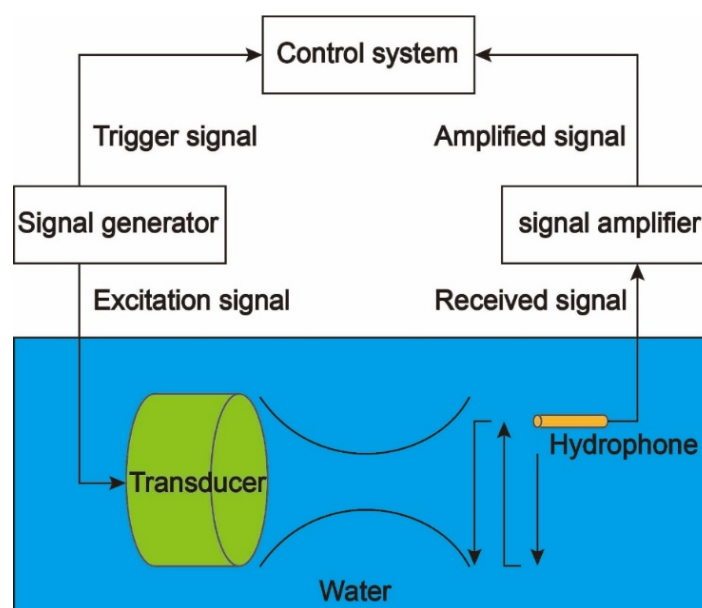 Control system
Trigger signal
Amplified signal
Signal generator
signal amplifier
Excitation signal
Received signal
Transducer
Hydrophone
Water